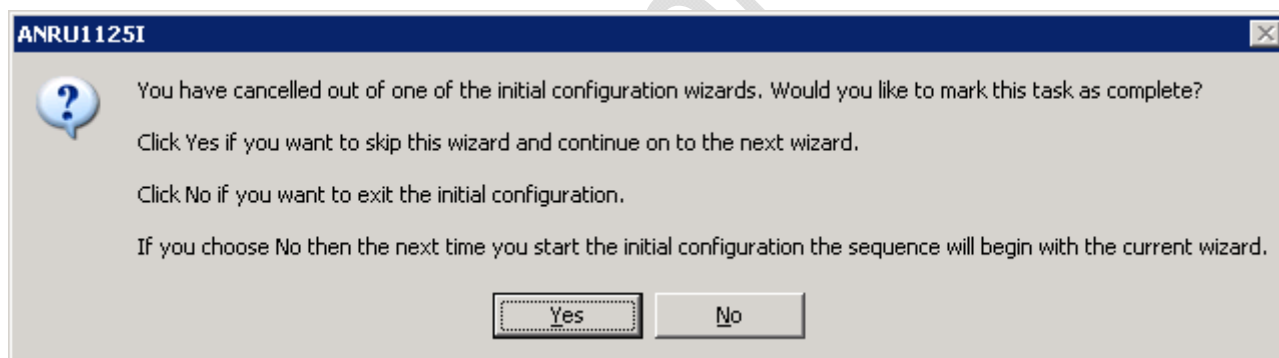 ANRU1125I
You have cancelled out of one of the initial configuration wizards. Would you like to mark this task as complete?
Click Yes if you want to skip this wizard and continue on to the next wizard.
Click No if you want to exit the initial configuration.
If you choose No then the next time you start the initial configuration the sequence will begin with the current wizard.
Yes No